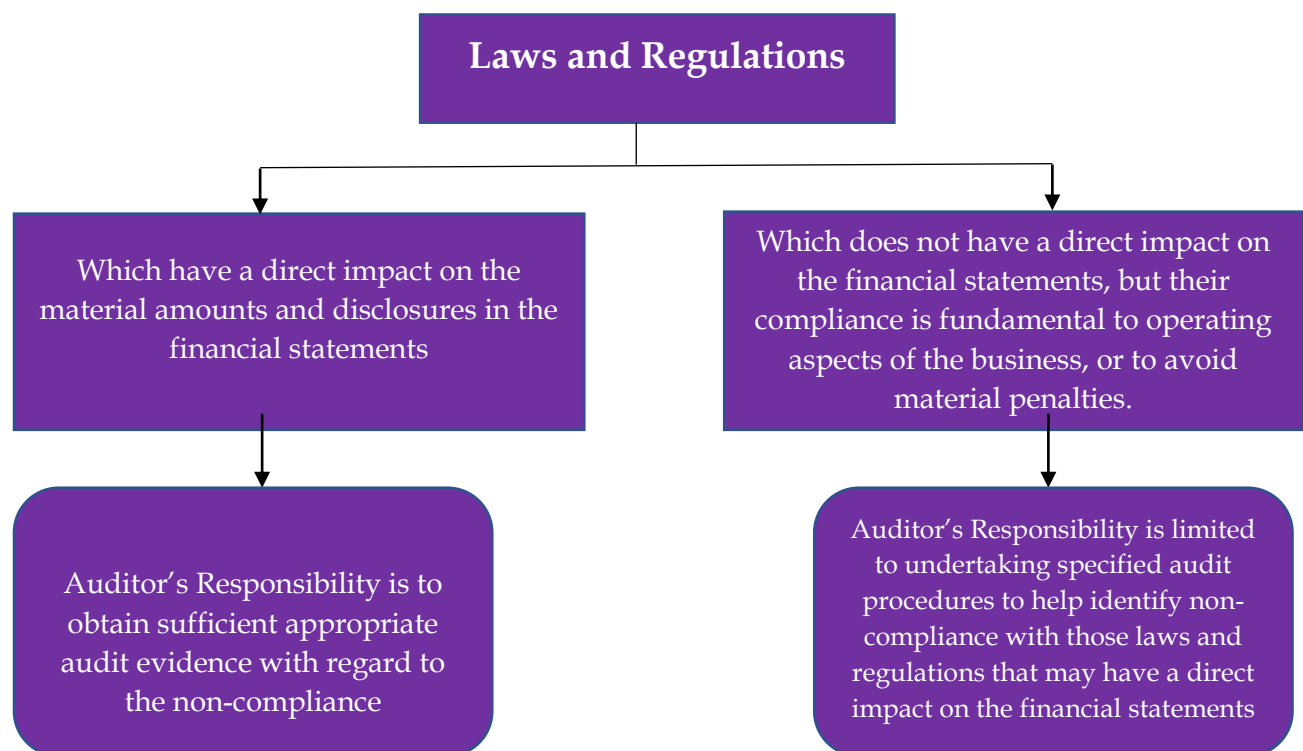 Laws and Regulations
Which have a direct impact on the
material amounts and disclosures in the
financial statements
Which does not have a direct impact on
the financial statements, but their
compliance is fundamental to operating
aspects of the business, or to avoid
material penalties.
Auditor’s Responsibility is to
obtain sufficient appropriate
audit evidence with regard to
the non-compliance
Auditor’s Responsibility is limited
to undertaking specified audit
procedures to help identify non-
compliance with those laws and
regulations that may have a direct
impact on the financial statements